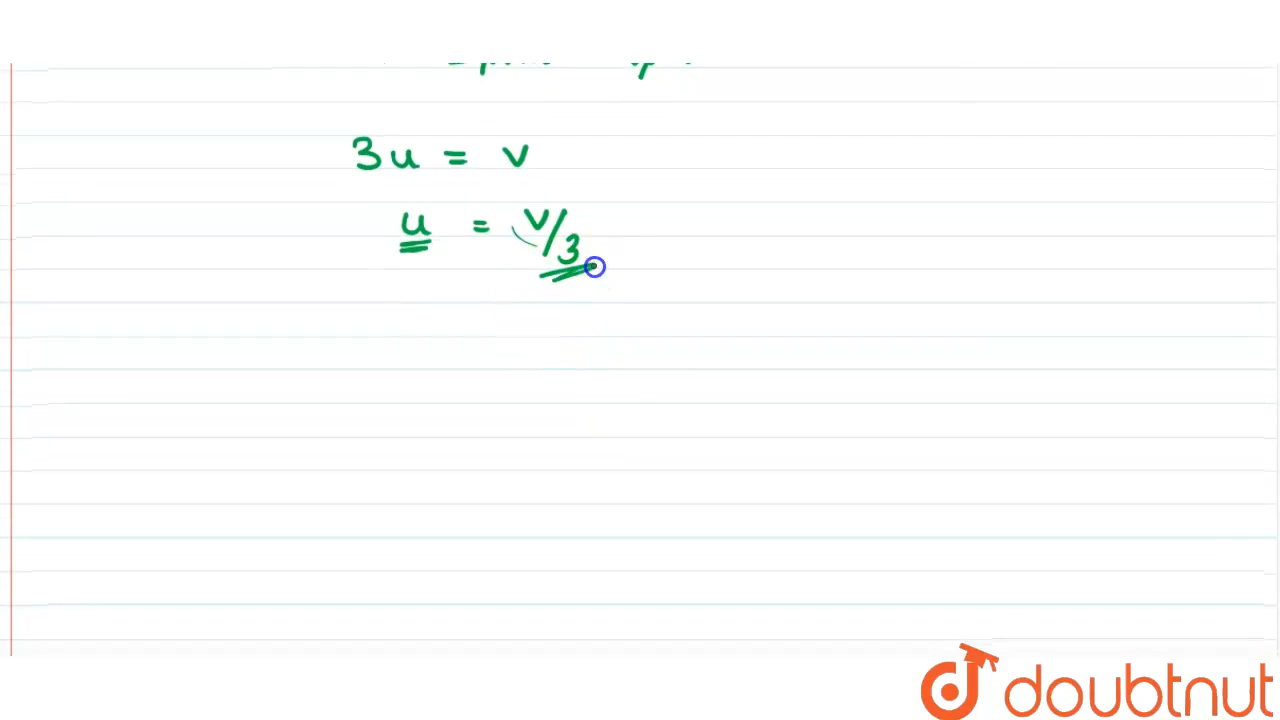 3u = v
u = v/3
doubtnut